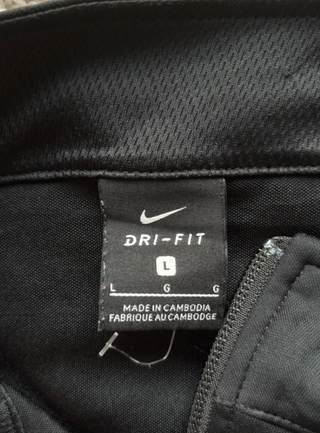 DRI-FIT
L
L G G
MADE IN CAMBODIA
FABRIQUE AU CAMBODGE